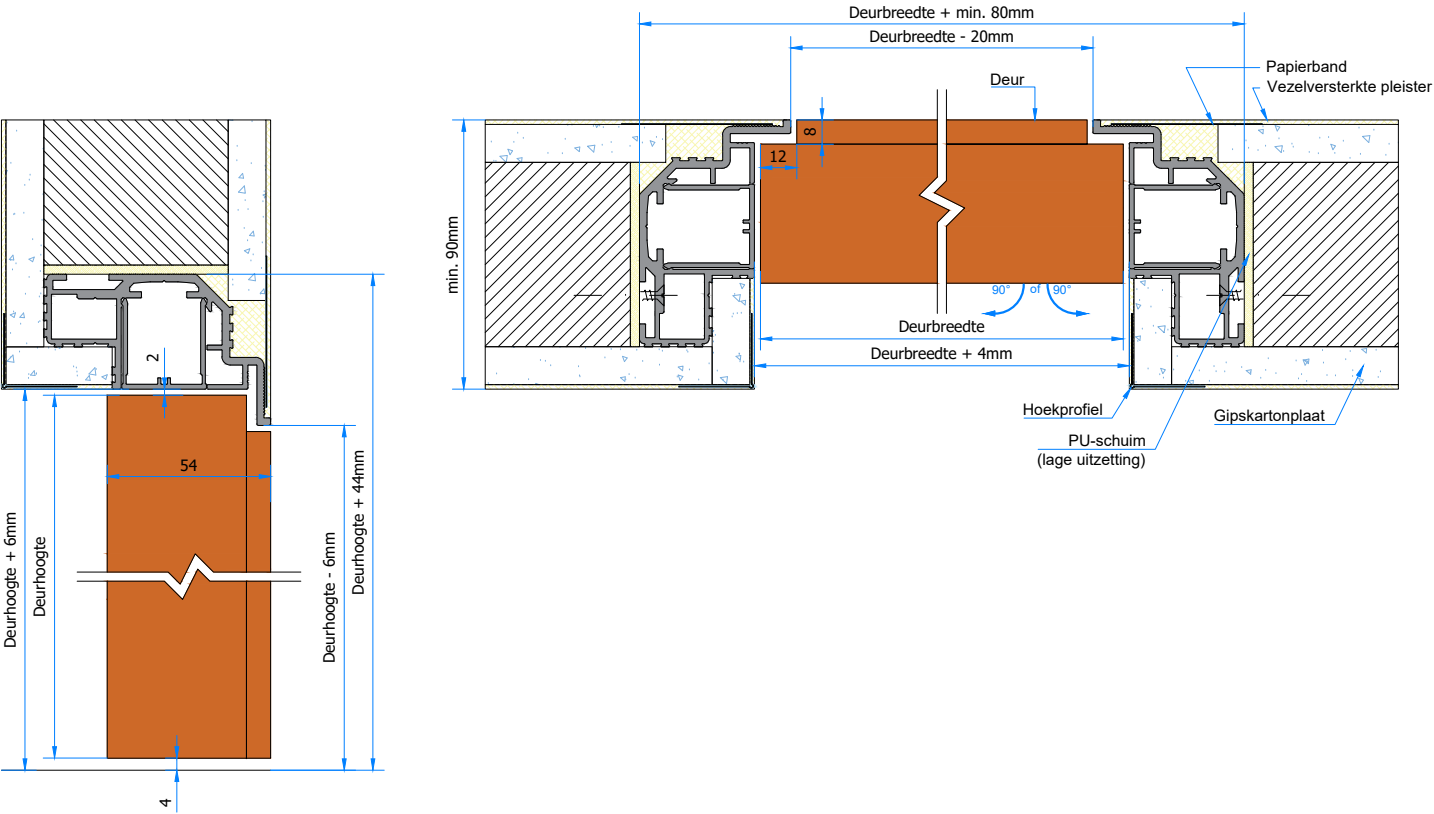 Deurbreedte + min. 80mm
Deurbreedte - 20mm
Deur
Papierband
Vezelversterkte pleister
8
12
min. 90mm
90° of 90°
Deurbreedte
Deurbreedte + 4mm
Hoekprofiel
Gipskartonplaat
PU-schuim
(lage uitzetting)
2
54
Deurhoogte + 6mm
Deurhoogte
Deurhoogte - 6mm
Deurhoogte + 44mm
4